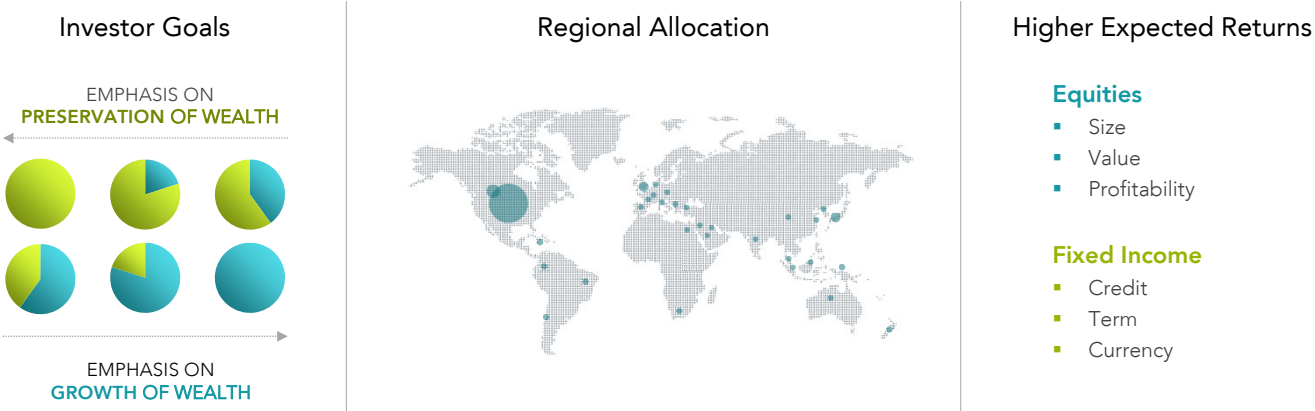 Investor Goals
EMPHASIS ON
PRESERVATION OF WEALTH
EMPHASIS ON
GROWTH OF WEALTH
Regional Allocation
Higher Expected Returns
Equities
▪ Size
▪ Value
▪ Profitability
Fixed Income
▪ Credit
▪ Term
▪ Currency